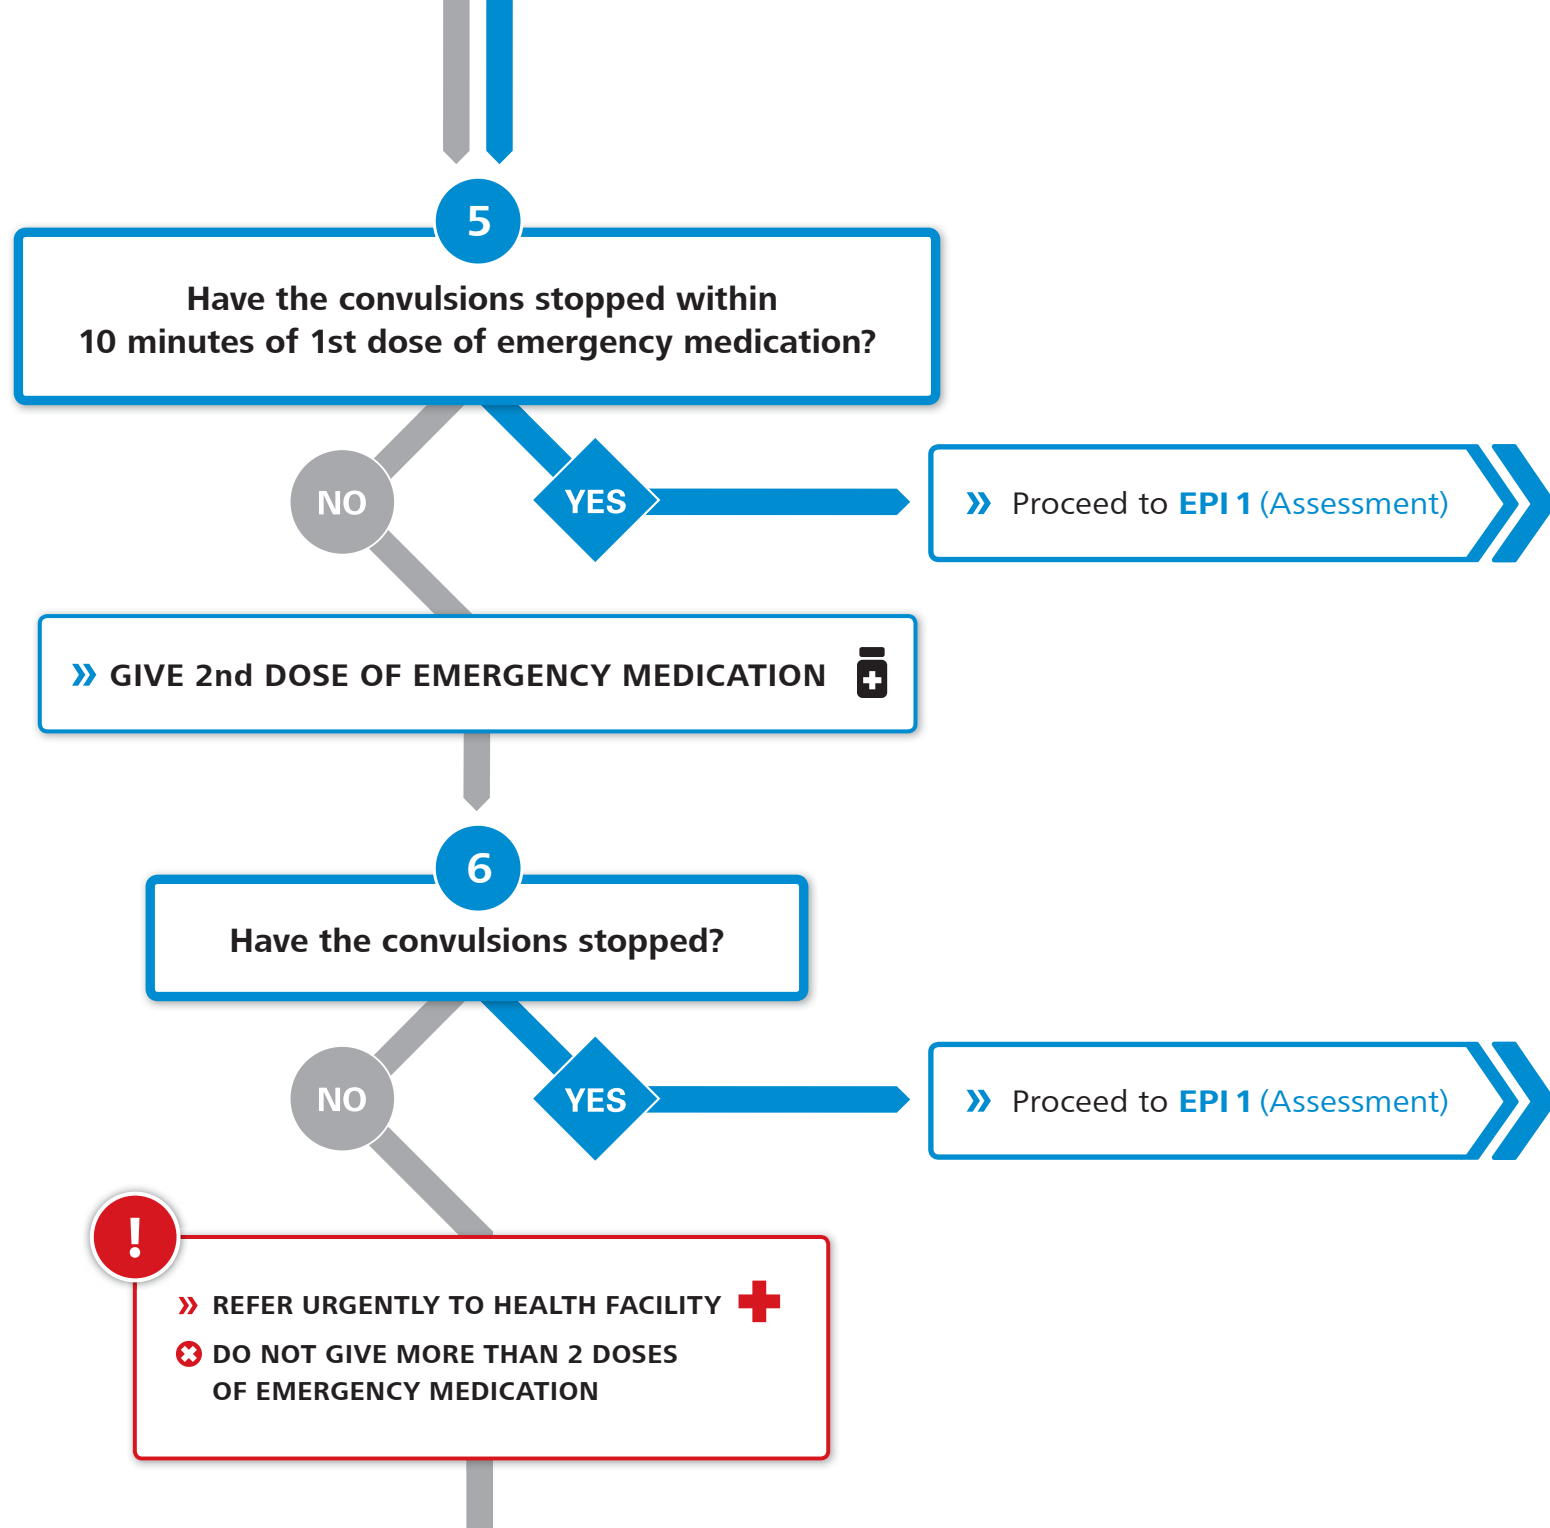 5
Have the convulsions stopped within
10 minutes of 1st dose of emergency medication?
NO
YES
» Proceed to EPI 1 (Assessment)
» GIVE 2nd DOSE OF EMERGENCY MEDICATION
6
Have the convulsions stopped?
NO
YES
» Proceed to EPI 1 (Assessment)
!
» REFER URGENTLY TO HEALTH FACILITY
DO NOT GIVE MORE THAN 2 DOSES
OF EMERGENCY MEDICATION